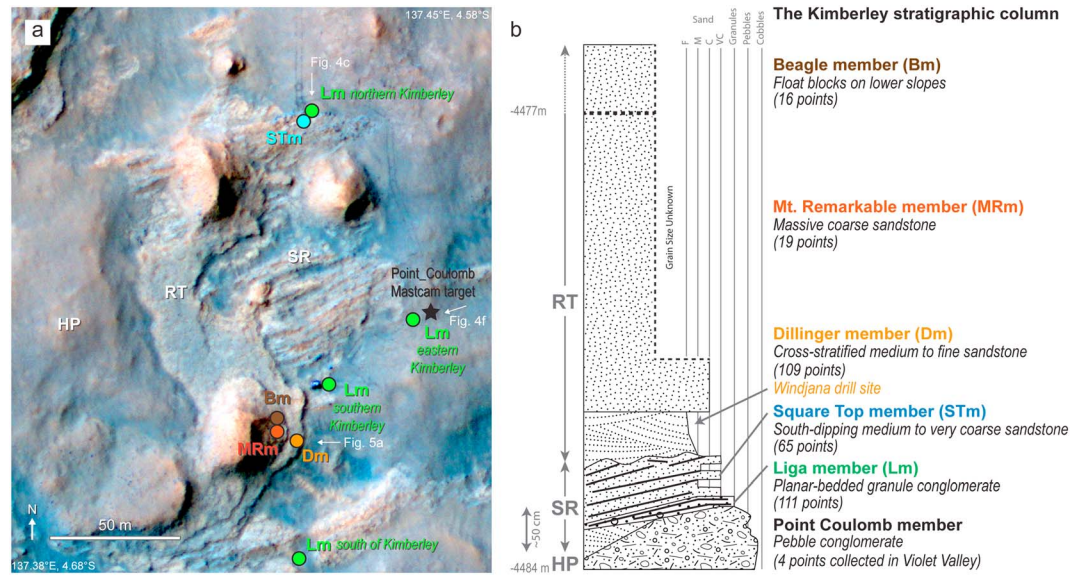 a
137.45°E, 4.58°S
Fig. 4c
Lm northern Kimberley
STm
SR
RT
HP
Point_Coulomb
Mastcam target
Fig. 4f
Lm
eastern
Kimberley
Lm
southern
Kimberley
Bm
MRm
Dm
Fig. 5a
N
50 m
Lm south of Kimberley
137.38°E, 4.68°S
b
The Kimberley stratigraphic column
Sand
F
M
C
VC
Granules
Pebbles
Cobbles
-4477m
Grain Size Unknown
RT
SR
HP
~50 cm
-4484 m
Beagle member (Bm)
Float blocks on lower slopes
(16 points)
Mt. Remarkable member (MRm)
Massive coarse sandstone
(19 points)
Dillinger member (Dm)
Cross-stratified medium to fine sandstone
(109 points)
Windjana drill site
Square Top member (STm)
South-dipping medium to very coarse sandstone
(65 points)
Liga member (Lm)
Planar-bedded granule conglomerate
(111 points)
Point Coulomb member
Pebble conglomerate
(4 points collected in Violet Valley)